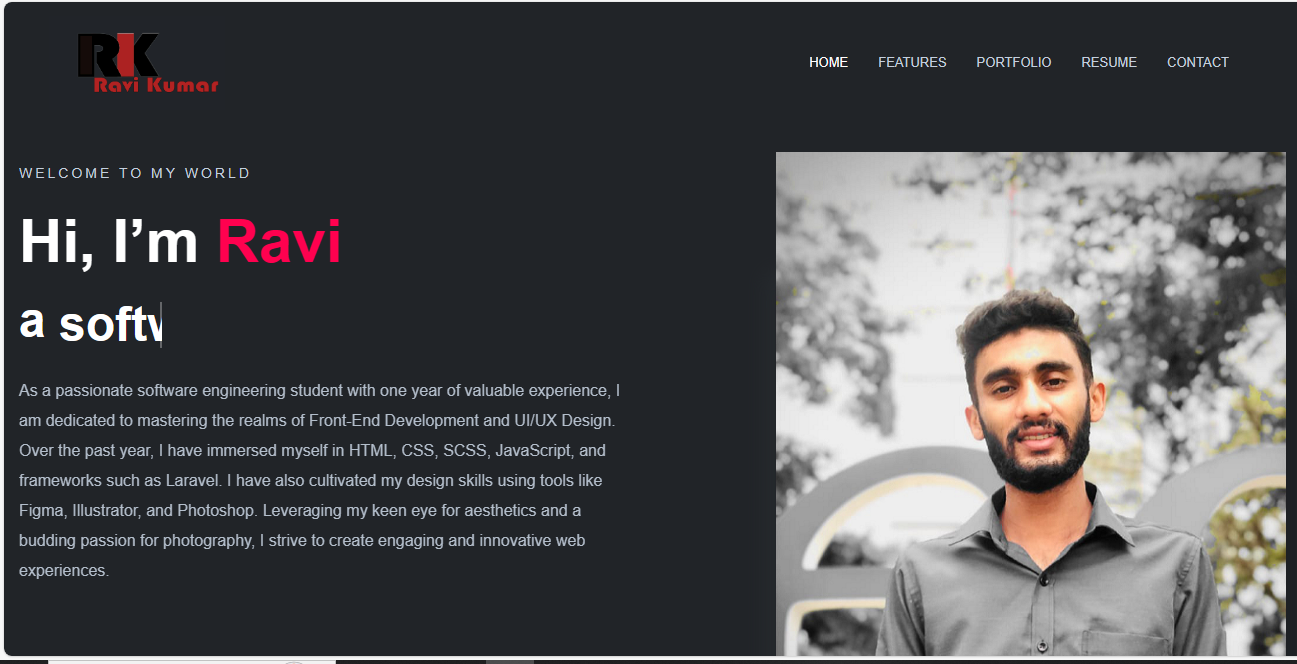 RK
Ravi Kumar
HOME FEATURES PORTFOLIO RESUME CONTACT
WELCOME TO MY WORLD
Hi, I’m Ravi
a softw
As a passionate software engineering student with one year of valuable experience, I
am dedicated to mastering the realms of Front-End Development and UI/UX Design.
Over the past year, I have immersed myself in HTML, CSS, SCSS, JavaScript, and
frameworks such as Laravel. I have also cultivated my design skills using tools like
Figma, Illustrator, and Photoshop. Leveraging my keen eye for aesthetics and a
budding passion for photography, I strive to create engaging and innovative web
experiences.